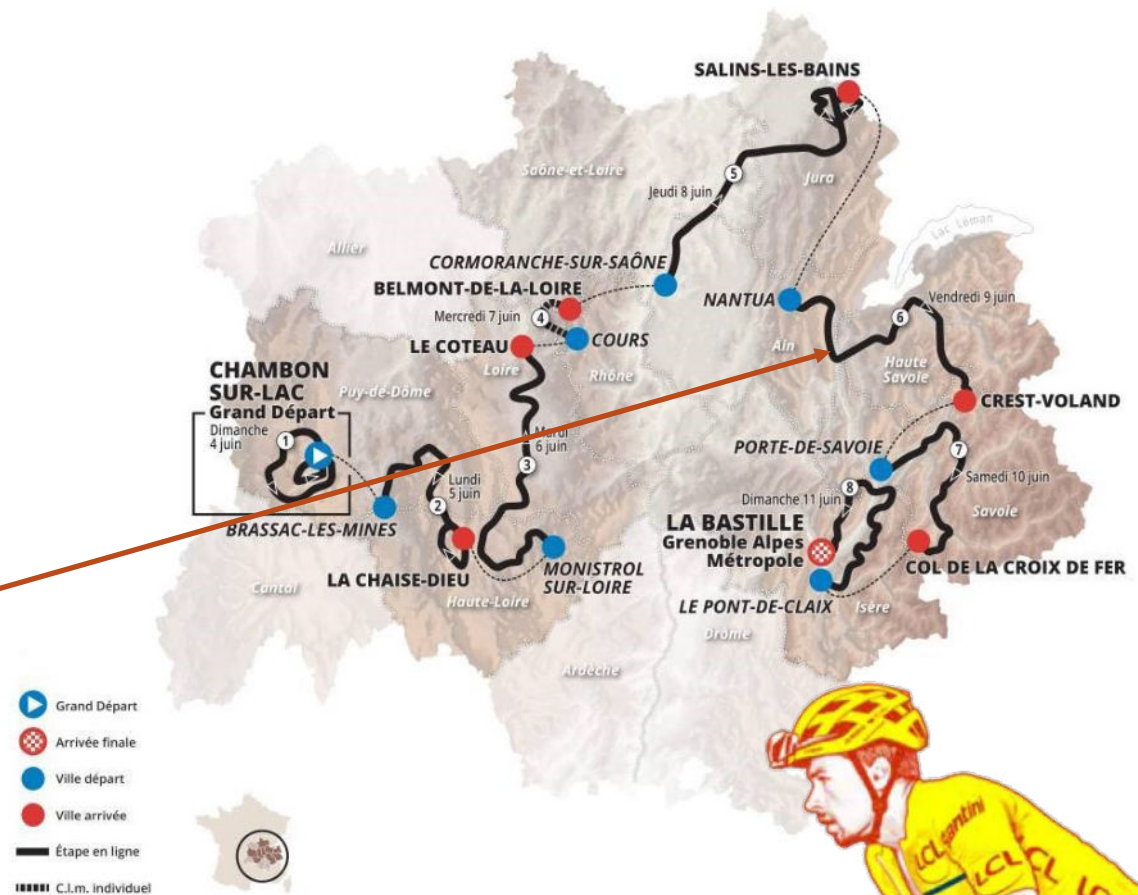 SALINS-LES-BAINS
Saône-et-Loire
Jura
5
Jeudi 8 juin
Lac Léman
Allier
CORMORANCHE-SUR-SAÔNE
BELMONT-DE-LA-LOIRE
NANTUA
Vendredi 9 juin
Mercredi 7 juin
4
6
COURS
LE COTEAU
Loire
Ain
Rhône
Haute
Savoie
CHAMBON
SUR-LAC
Grand Départ
Puy-de-Dôme
CREST-VOLAND
Dimanche
4 juin
1
Mardi
6 juin
PORTE-DE-SAVOIE
7
3
Lundi
5 juin
Samedi 10 juin
8
Dimanche 11 juin
2
BRASSAC-LES-MINES
LA BASTILLE
Grenoble Alpes
Métropole
Savoie
MONISTROL
SUR-LOIRE
COL DE LA CROIX DE FER
LA CHAISE-DIEU
Cantal
Haute-Loire
LE PONT-DE-CLAIX
Isère
Drôme
Ardèche
Grand Départ
Arrivée finale
Ville départ
Ville arrivée
Étape en ligne
C.l.m. individuel
santini
LCL
LCL
LCL